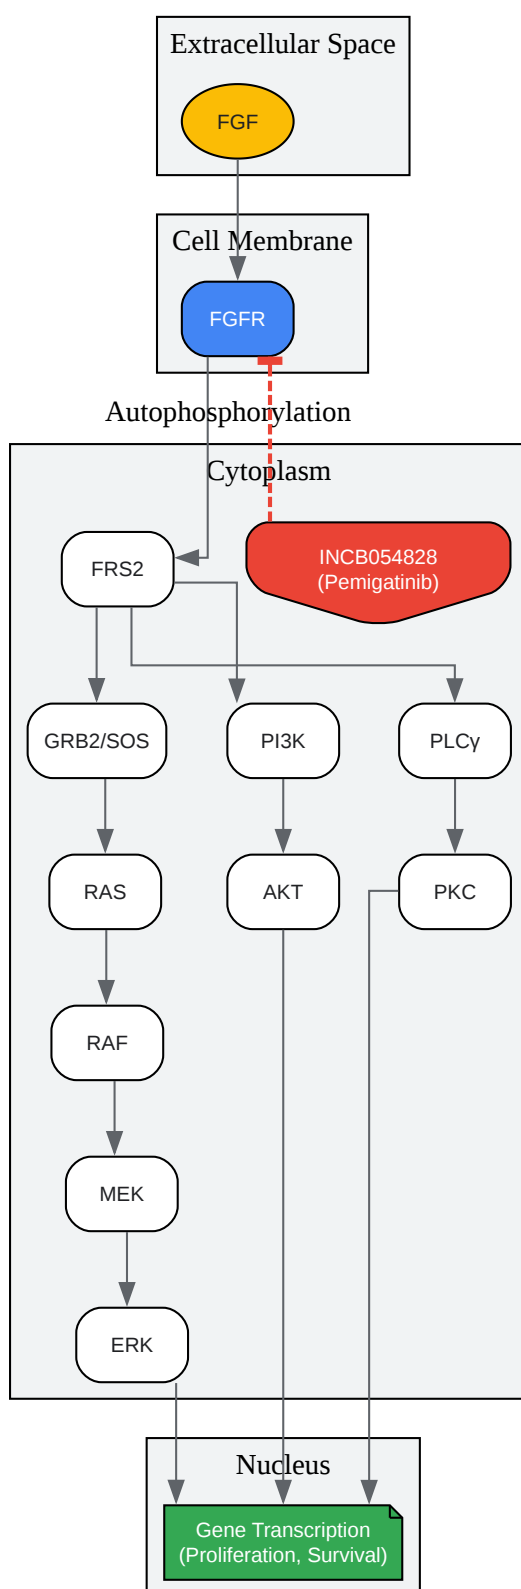 Extracellular Space
FGF
Cell Membrane
FGFR
Autophosphorylation
Cytoplasm
FRS2
INCB054828
(Pemigatinib)
GRB2/SOS
PI3K
PLCγ
RAS
AKT
PKC
RAF
MEK
ERK
Nucleus
Gene Transcription
(Proliferation, Survival)